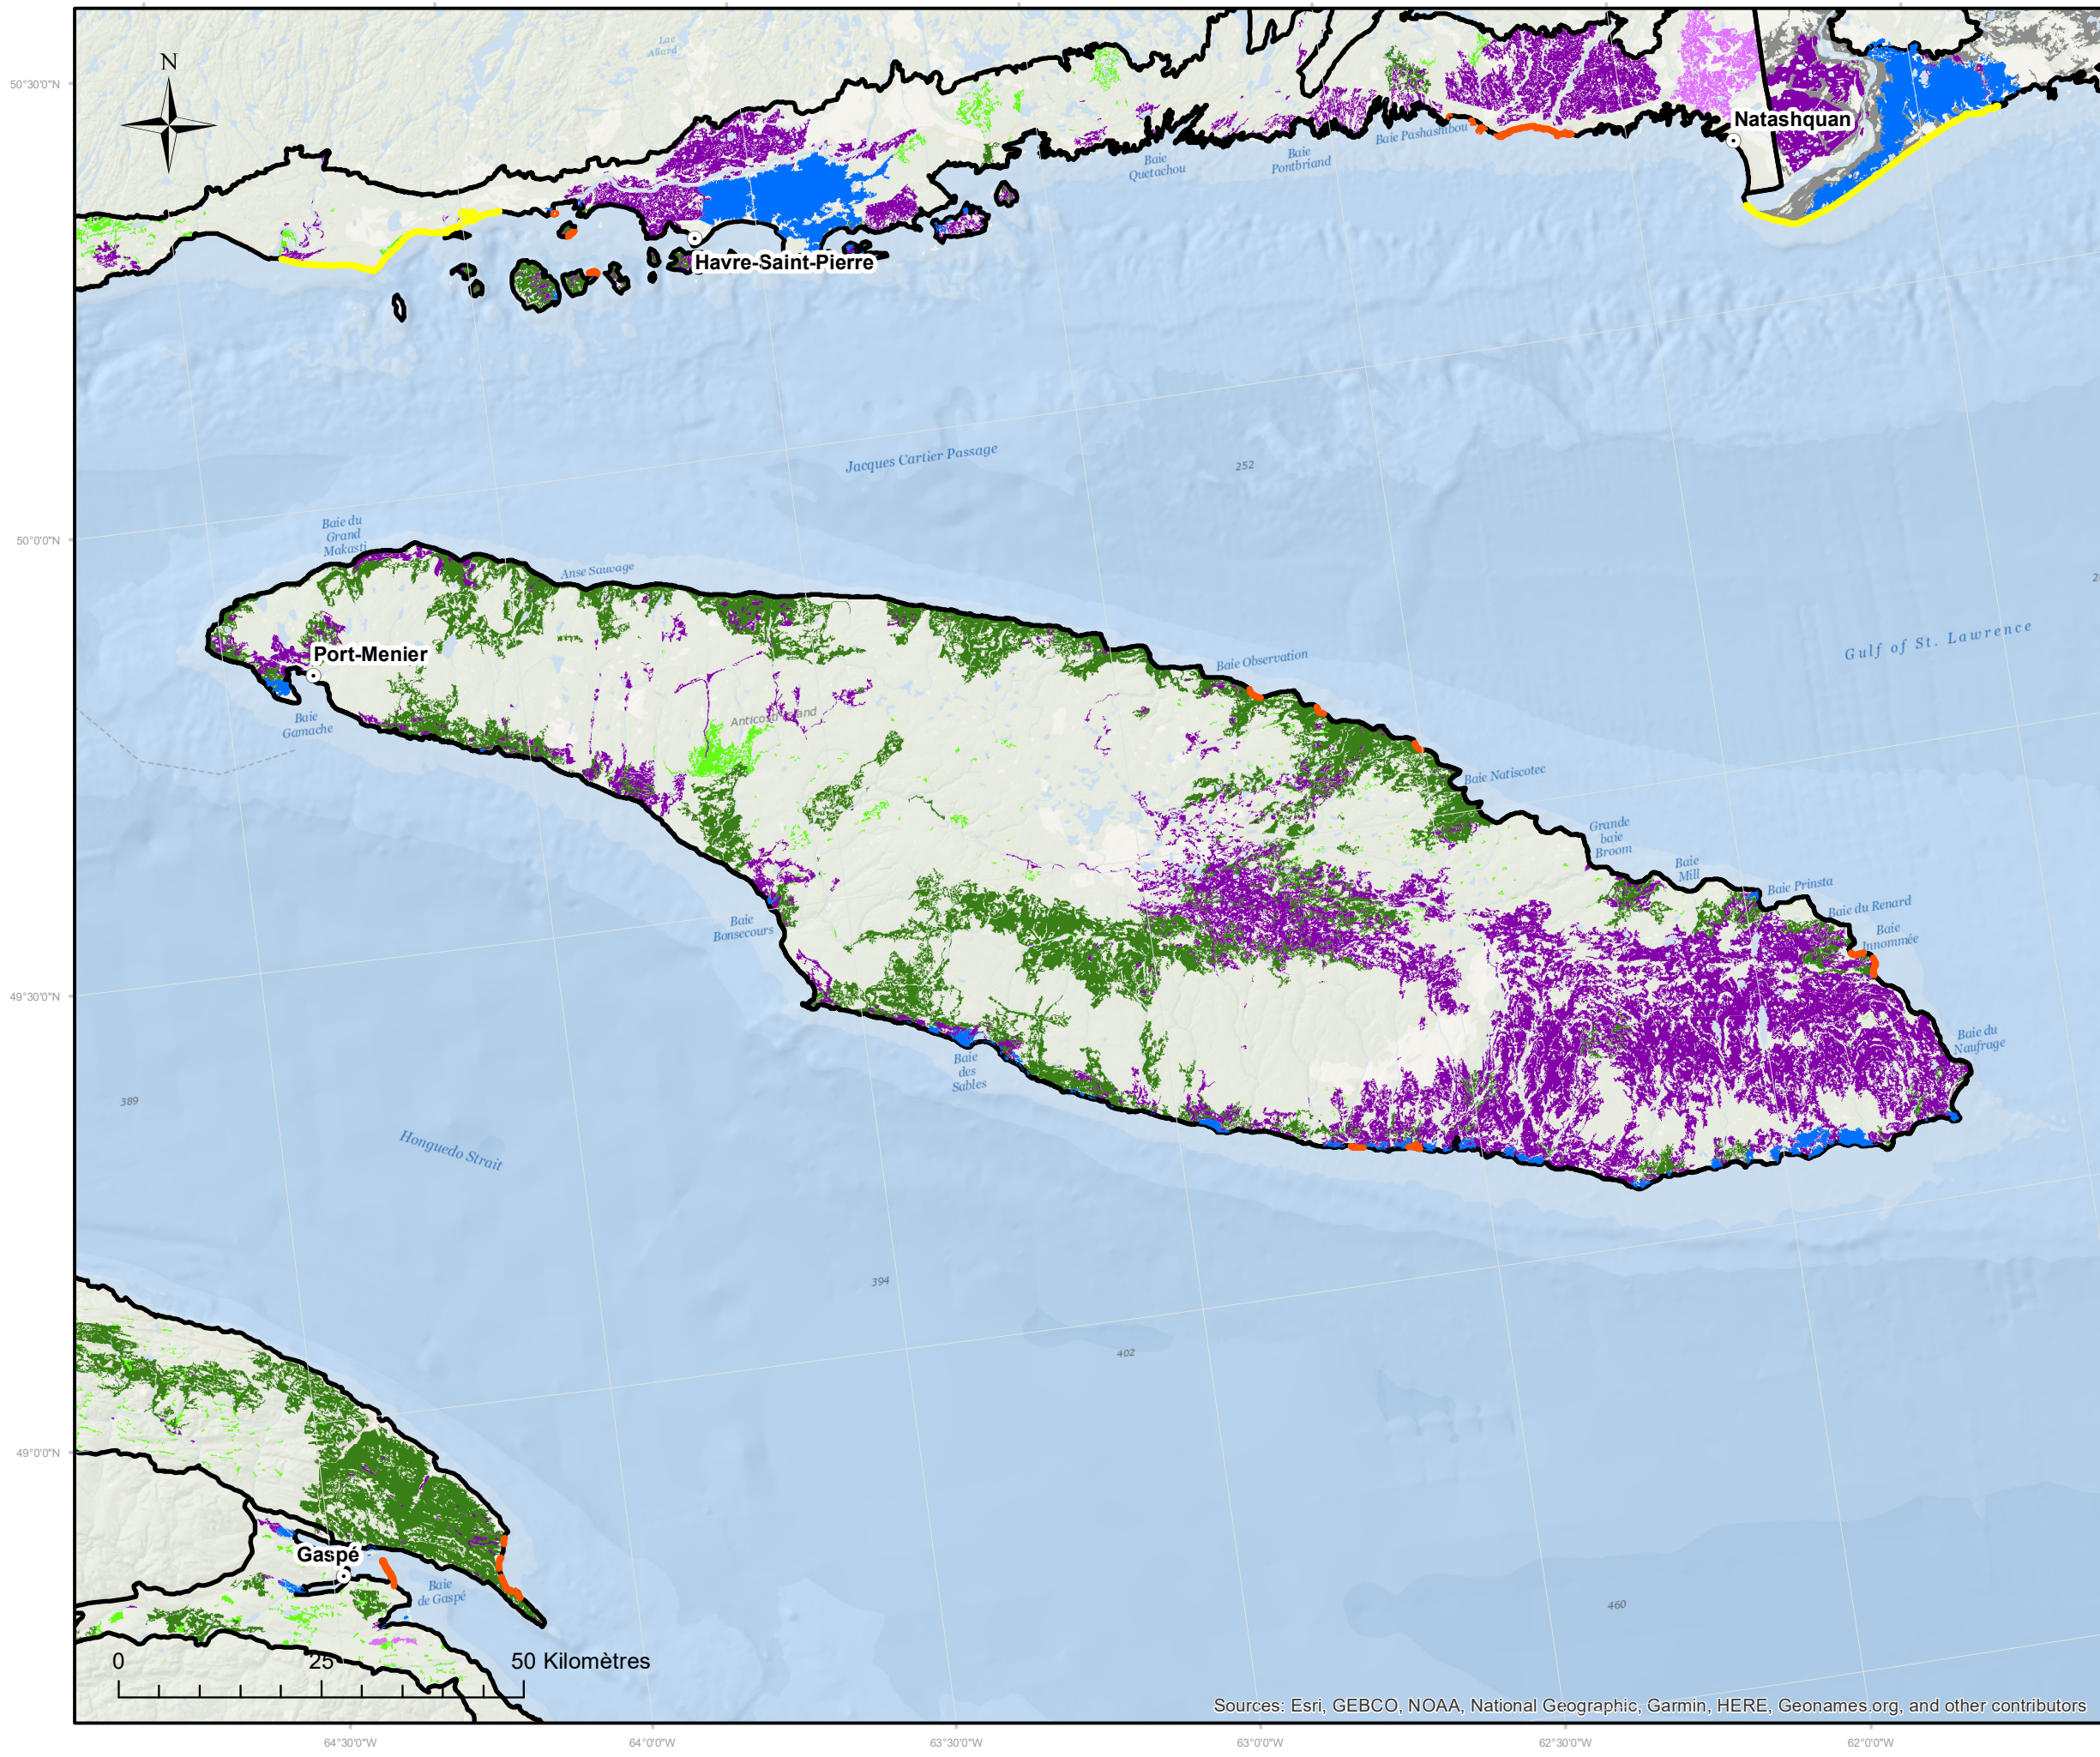 N
Lac
Allard
50°30'0"N
Natashquan
Baie Pashashibou
Baie
Quetachou
Baie
Pontbriand
Havre-Saint-Pierre
Jacques Cartier Passage
252
Baie du
Grand
Makasti
50°0'0"N
Anse Sauvage
Gulf of St. Lawrence
Port-Menier
Baie Observation
Baie
Gamache
Anticosti Island
Baie Natiscotec
Grande
baie
Broom
Baie
Mill
Baie Prinsta
Baie du Renard
Baie
Innommée
Baie
Bonsecours
49°30'0"N
Baie du
Naufrage
Baie
des
Sables
389
Honguedo Strait
394
402
49°0'0"N
Gaspé
Baie
de Gaspé
460
0 25 50 Kilomètres
Sources: Esri, GEBCO, NOAA, National Geographic, Garmin, HERE, Geonames.org, and other contributors
64°30'0"W 64°0'0"W 63°30'0"W 63°0'0"W 62°30'0"W 62°0'0"W